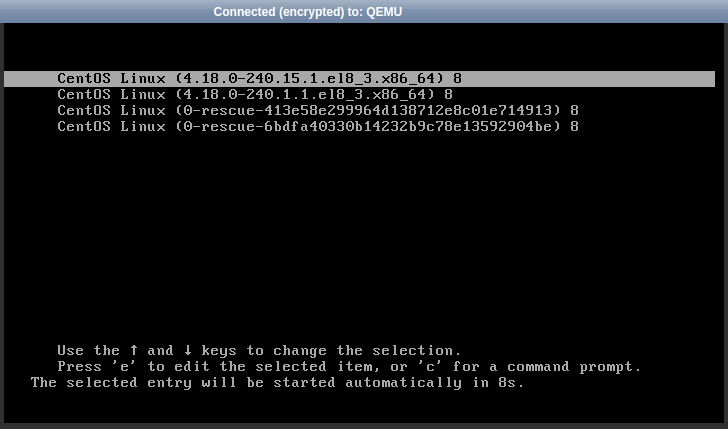 Connected (encrypted) to: QEMU
CentOS Linux (4.18.0-240.15.1.el8_3.x86_64) 8
CentOS Linux (4.18.0-240.1.1.el8_3.x86_64) 8
CentOS Linux (0-rescue-413e58e299964d138712e8c01e714913) 8
CentOS Linux (0-rescue-6bdfa40330b14232b9c78e13592904be) 8
Use the ↑ and ↓ keys to change the selection.
Press 'e' to edit the selected item, or 'c' for a command prompt.
The selected entry will be started automatically in 8s.